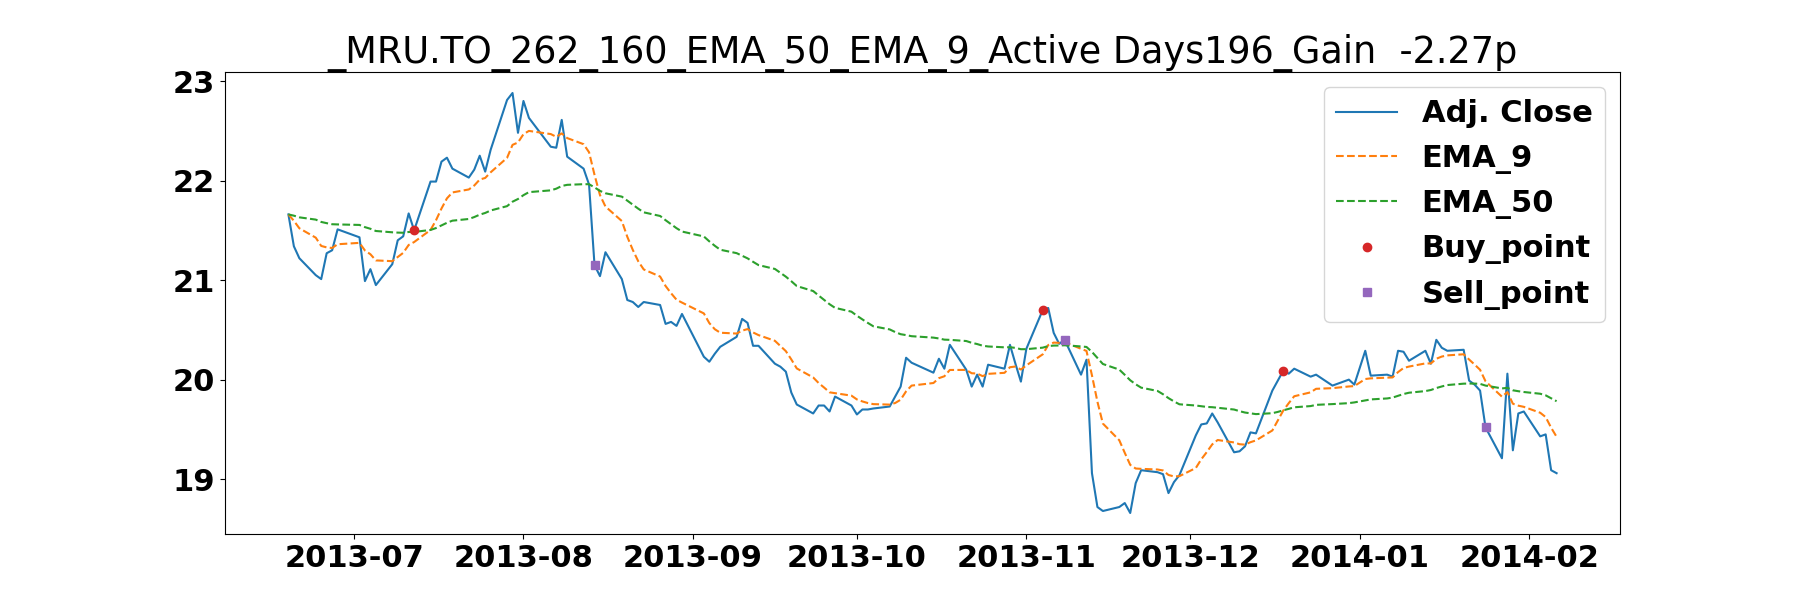 _MRU.TO_262_160_EMA_50_EMA_9_Active Days196_Gain  -2.27p
23
22
21
20
19
Adj. Close
EMA_9
EMA_50
Buy_point
Sell_point
2013-07 2013-08 2013-09 2013-10 2013-11 2013-12 2014-01 2014-02